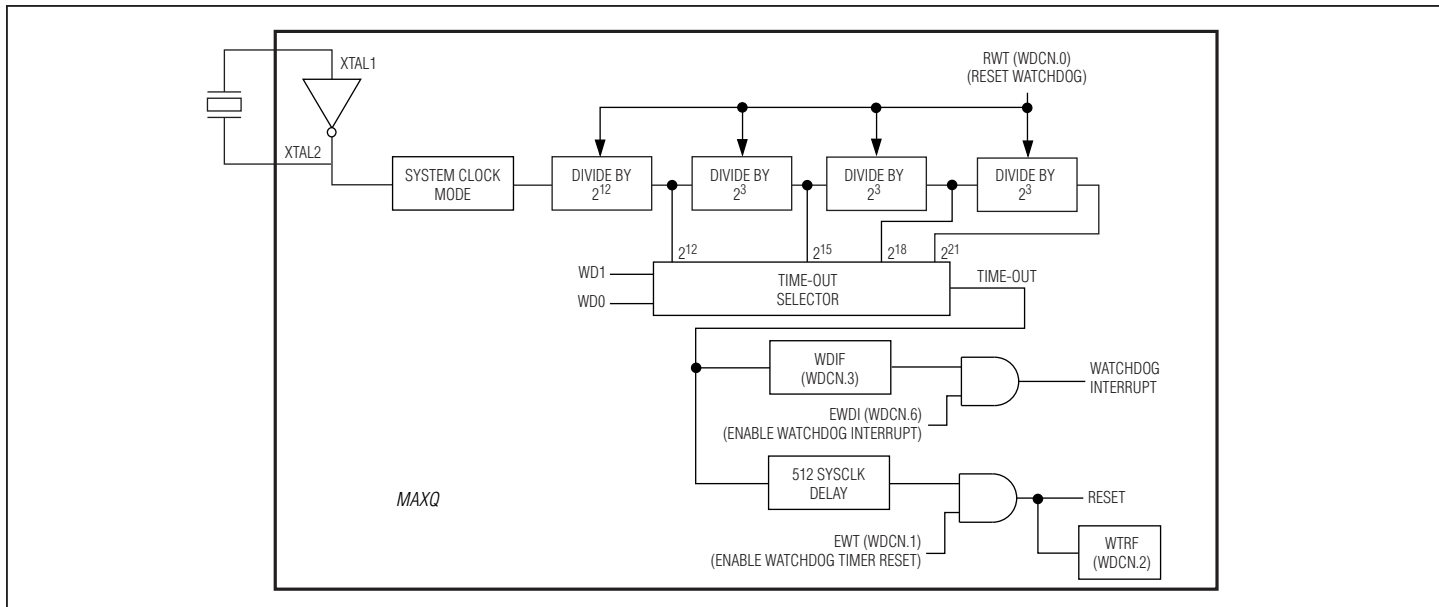 XTAL1
RWT (WDCN.0)
(RESET WATCHDOG)
XTAL2
SYSTEM CLOCK
MODE
DIVIDE BY
2^12
DIVIDE BY
2^3
DIVIDE BY
2^3
DIVIDE BY
2^3
2^12
2^15
2^18
2^21
WD1
WD0
TIME-OUT
SELECTOR
TIME-OUT
WDIF
(WDCN.3)
WATCHDOG
INTERRUPT
EWDI (WDCN.6)
(ENABLE WATCHDOG INTERRUPT)
512 SYSCLK
DELAY
RESET
MAXQ
EWT (WDCN.1)
(ENABLE WATCHDOG TIMER RESET)
WTRF
(WDCN.2)